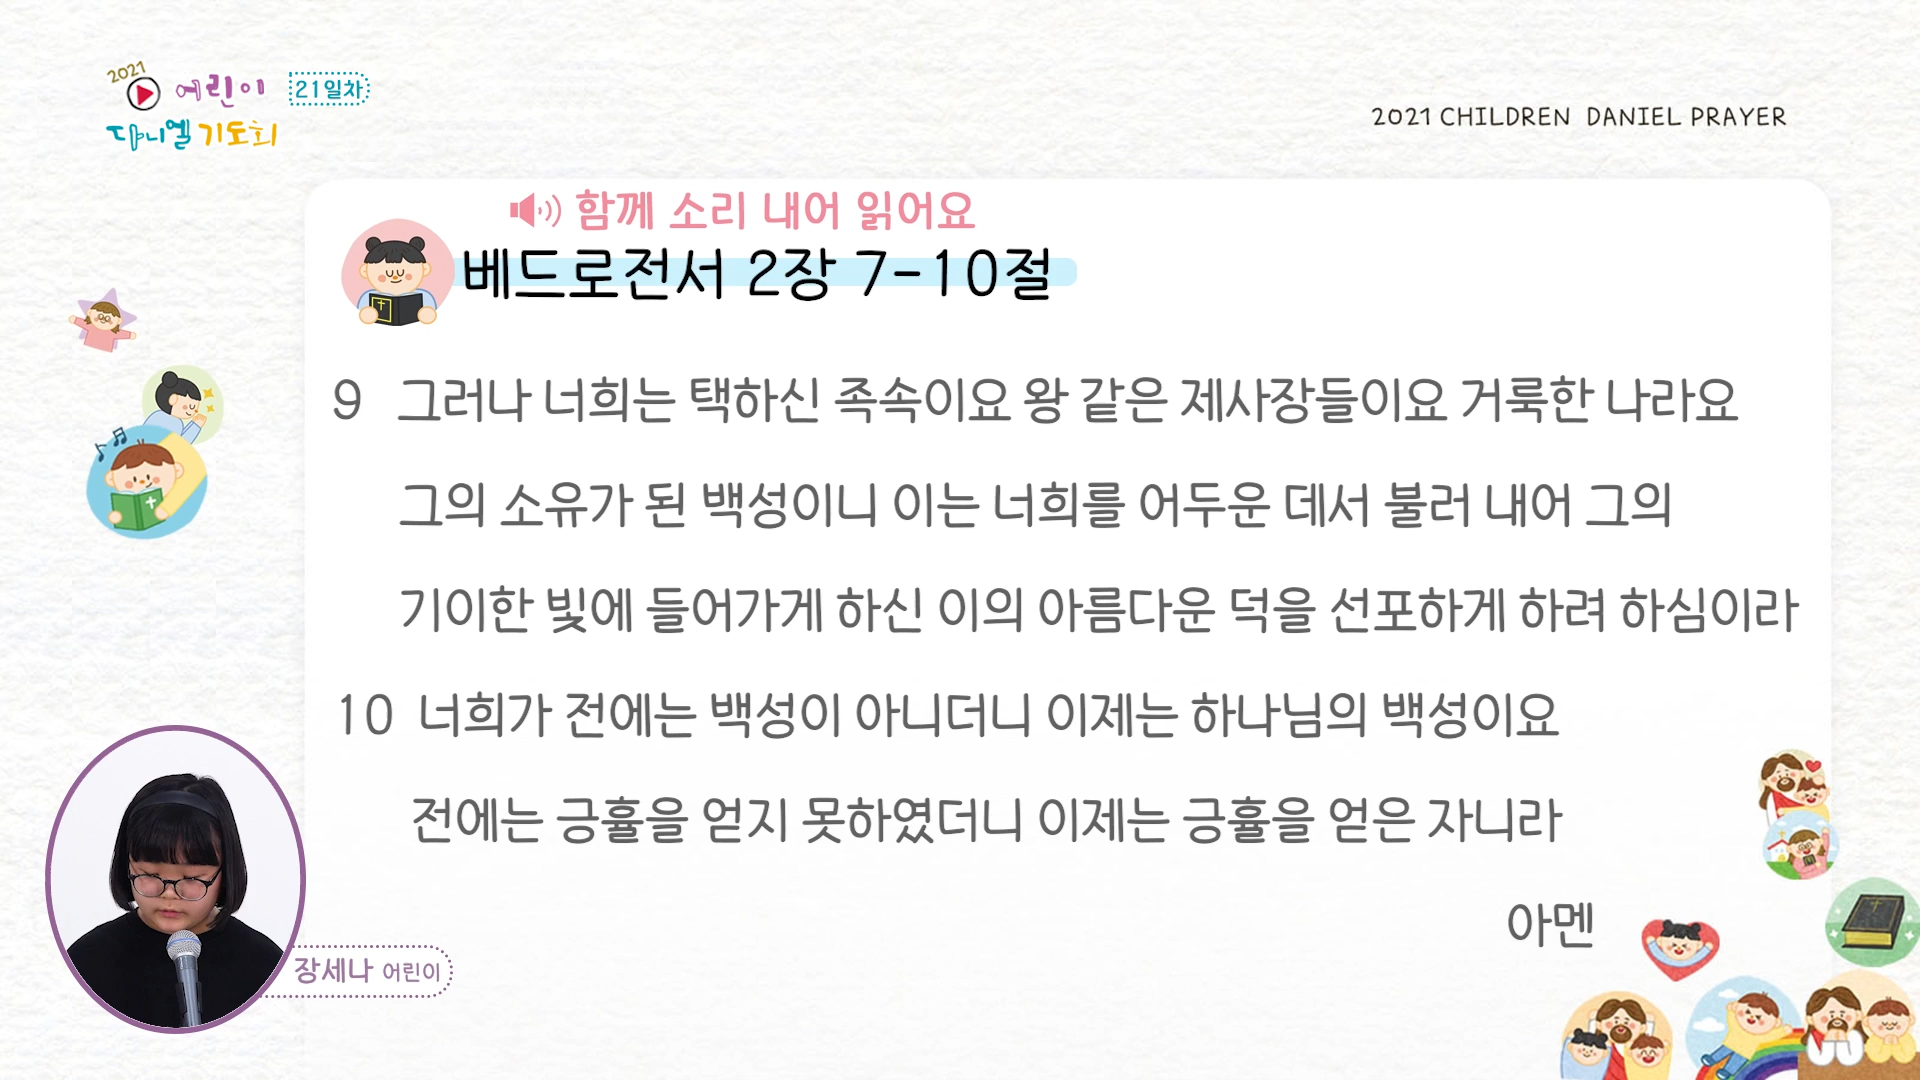 2021
어린이
21일차
다니엘 기도회
2021 CHILDREN DANIEL PRAYER
함께 소리 내어 읽어요
베드로전서 2장 7-10절
9 그러나 너희는 택하신 족속이요 왕 같은 제사장들이요 거룩한 나라요
그의 소유가 된 백성이니 이는 너희를 어두운 데서 불러 내어 그의
기이한 빛에 들어가게 하신 이의 아름다운 덕을 선포하게 하려 하심이라
10 너희가 전에는 백성이 아니더니 이제는 하나님의 백성이요
전에는 긍휼을 얻지 못하였더니 이제는 긍휼을 얻은 자니라
아멘
장세나 어린이